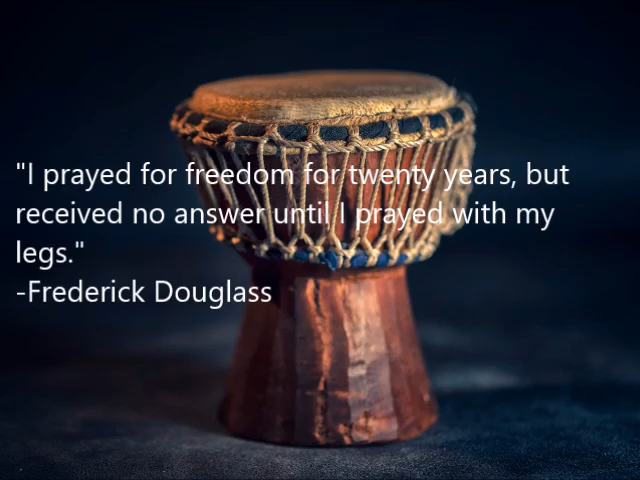 "I prayed for freedom for twenty years, but
received no answer until I prayed with my
legs."
-Frederick Douglass